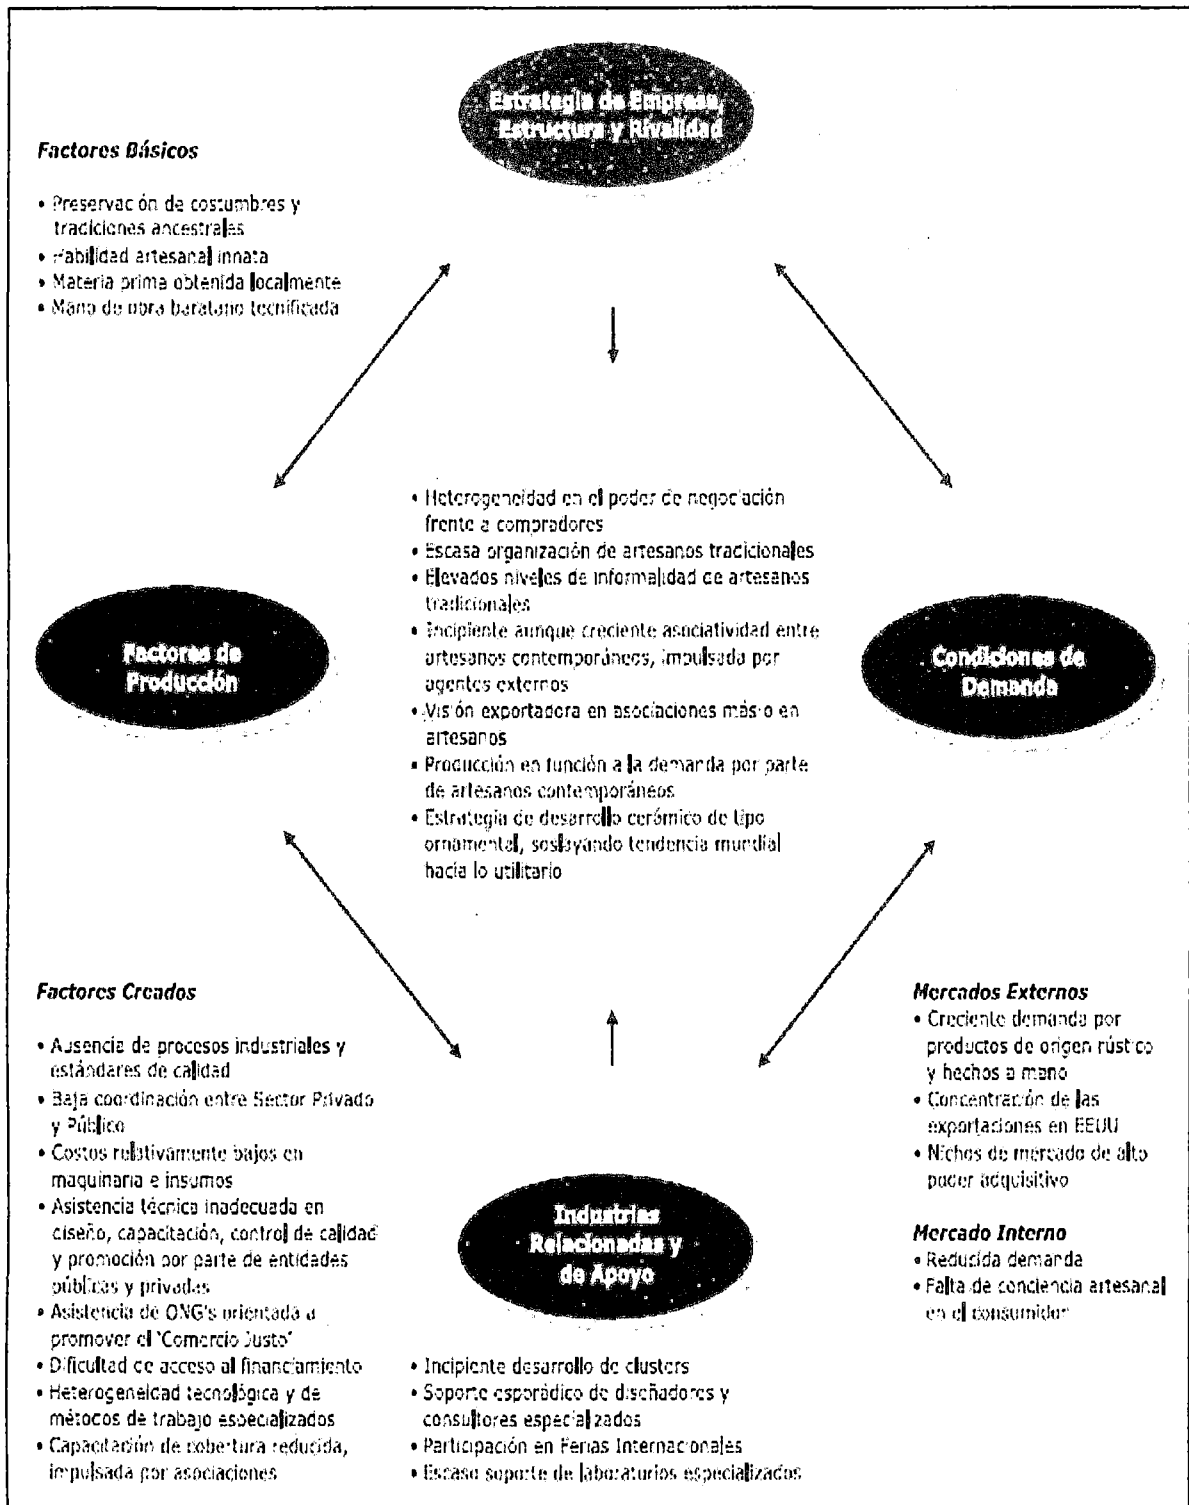 Estrategia de Empresa,
Estructura y Rivalidad
Factores Básicos
• Preservación de costumbres y
tradiciones ancestrales
• Habilidad artesanal innata
• Materia prima obtenida localmente
• Mano de obra barata no tecnificada
• Heterogeneidad en el poder de negociación
frente a compradores
• Escasa organización de artesanos tradicionales
• Elevados niveles de informalidad de artesanos
tradicionales
• Incipiente aunque creciente asociatividad entre
artesanos contemporáneos, impulsada por
agentes externos
• Visión exportadora en asociaciones más o en
artesanos
• Producción en función a la demanda por parte
de artesanos contemporáneos
• Estrategia de desarrollo cerámico de tipo
ornamental, soslayando tendencia mundial
hacia lo utilitario
Factores de
Producción
Condiciones de
Demanda
Factores Creados
• Ausencia de procesos industriales y
estándares de calidad
• Baja coordinación entre Sector Privado
y Público
• Costos relativamente bajos en
maquinaria e insumos
• Asistencia técnica inadecuada en
diseño, capacitación, control de calidad
y promoción por parte de entidades
públicas y privadas
• Asistencia de ONG's orientada a
promover el 'Comercio Justo'
• Dificultad de acceso al financiamiento
• Heterogeneidad tecnológica y de
métodos de trabajo especializados
• Capacitación de cobertura reducida,
impulsada por asociaciones
Industrias
Relacionadas y
de Apoyo
• Incipiente desarrollo de clusters
• Soporte esporádico de diseñadores y
consultores especializados
• Participación en Ferias Internacionales
• Escaso soporte de laboratorios especializados
Mercados Externos
• Creciente demanda por
productos de origen rústico
y hechos a mano
• Concentración de las
exportaciones en EEUU
• Nichos de mercado de alto
poder adquisitivo
Mercado Interno
• Reducida demanda
• Falta de conciencia artesanal
en el consumidor